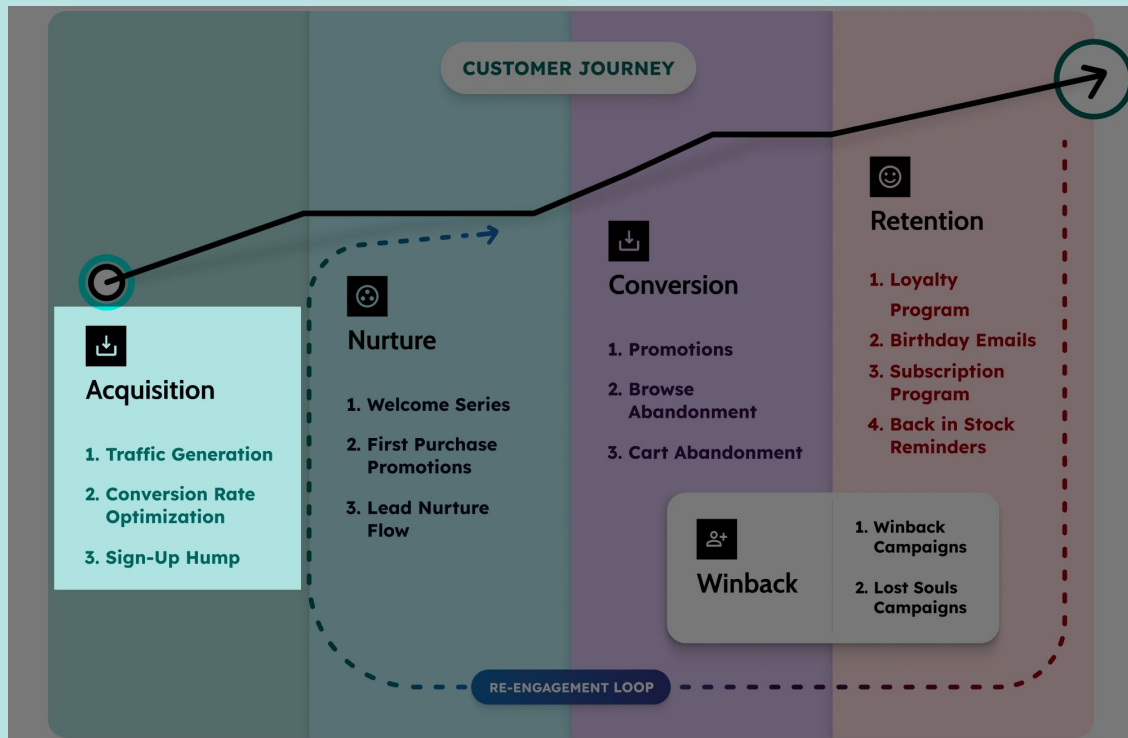 CUSTOMER JOURNEY
Acquisition
1. Traffic Generation
2. Conversion Rate
Optimization
3. Sign-Up Hump
Nurture
1. Welcome Series
2. First Purchase
Promotions
3. Lead Nurture
Flow
Conversion
1. Promotions
2. Browse
Abandonment
3. Cart Abandonment
Retention
1. Loyalty
Program
2. Birthday Emails
3. Subscription
Program
4. Back in Stock
Reminders
Winback
1. Winback
Campaigns
2. Lost Souls
Campaigns
RE-ENGAGEMENT LOOP